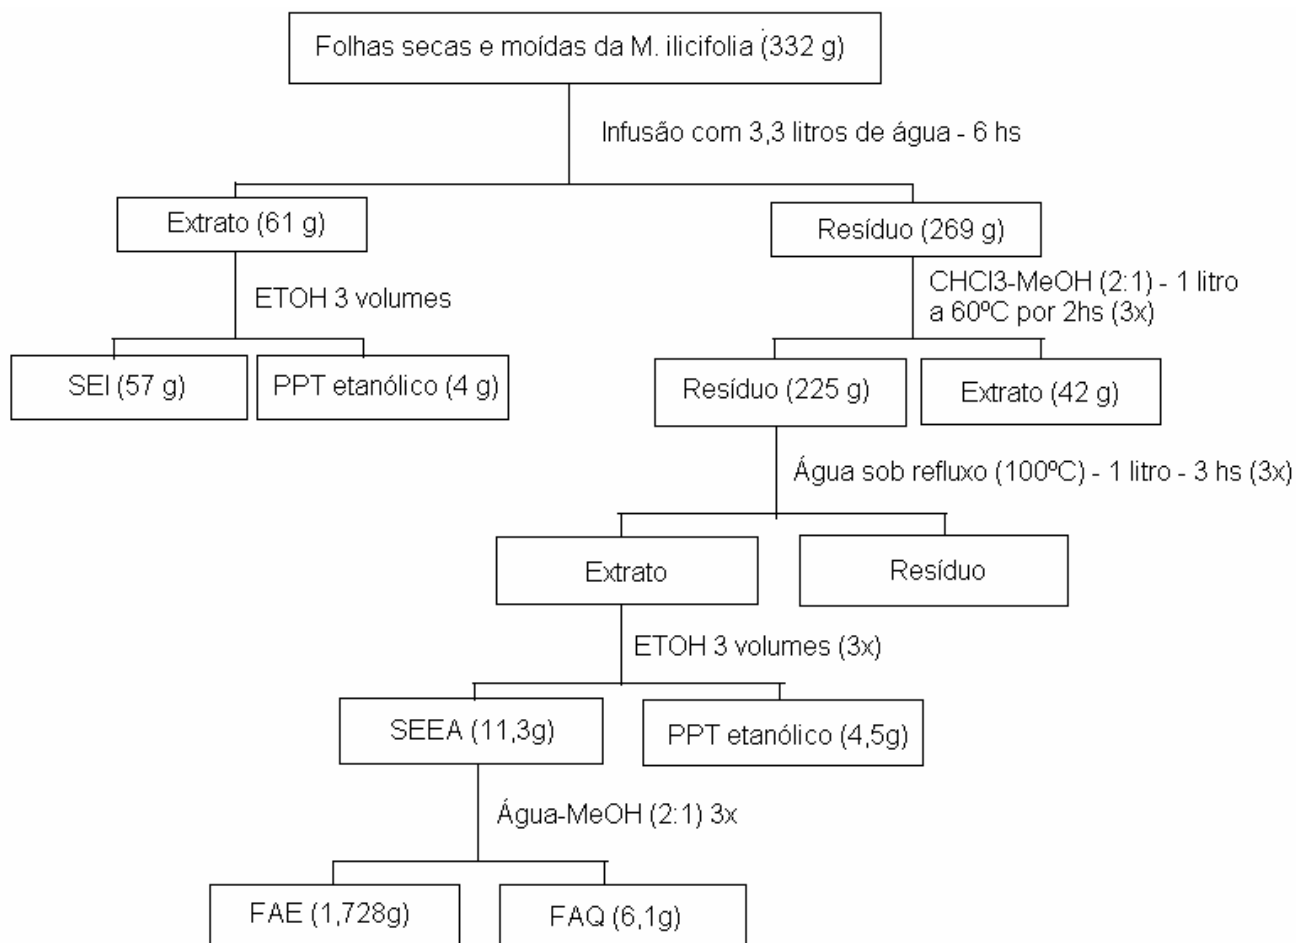 Folhas secas e moídas da M. ilicifolia (332 g)
Infusão com 3,3 litros de água - 6 hs
Extrato (61 g)
Resíduo (269 g)
ETOH 3 volumes
CHCl3-MeOH (2:1) - 1 litro
a 60ºC por 2hs (3x)
SEI (57 g)
PPT etanólico (4 g)
Resíduo (225 g)
Extrato (42 g)
Água sob refluxo (100ºC) - 1 litro - 3 hs (3x)
Extrato
Resíduo
ETOH 3 volumes (3x)
SEEA (11,3g)
PPT etanólico (4,5g)
Água-MeOH (2:1) 3x
FAE (1,728g)
FAQ (6,1g)